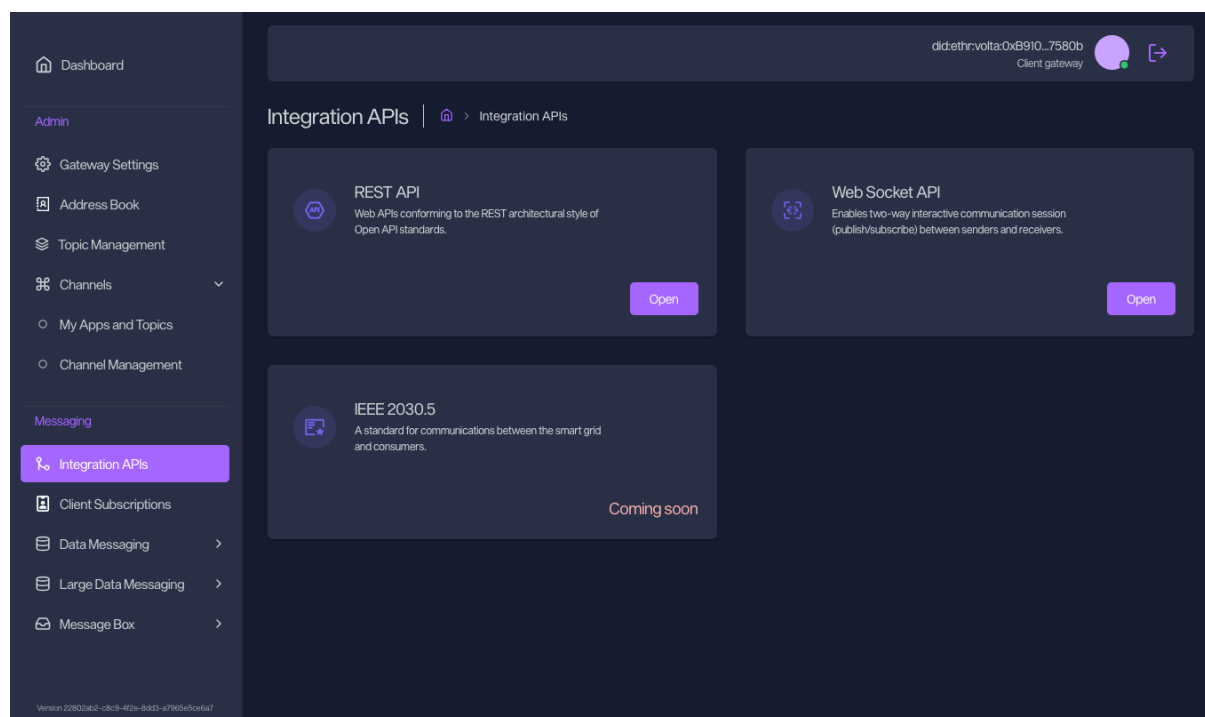 Dashboard
Admin
Gateway Settings
Address Book
Topic Management
Channels
My Apps and Topics
Channel Management
Messaging
Integration APIs
Client Subscriptions
Data Messaging
Large Data Messaging
Message Box
Version 22802ab2-c8c9-4f2e-8dd3-a7965e5ce6a7
did:ethr:volta:0xB910...7580b
Client gateway
Integration APIs
> Integration APIs
REST API
Web APIs conforming to the REST architectural style of
Open API standards.
Open
Web Socket API
Enables two-way interactive communication session
(publish/subscribe) between senders and receivers.
Open
IEEE 2030.5
A standard for communications between the smart grid
and consumers.
Coming soon